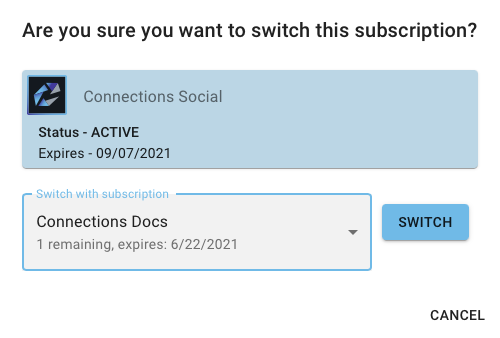 Are you sure you want to switch this subscription?
Connections Social
Status - ACTIVE
Expires - 09/07/2021
Switch with subscription
Connections Docs
1 remaining, expires: 6/22/2021
SWITCH
CANCEL